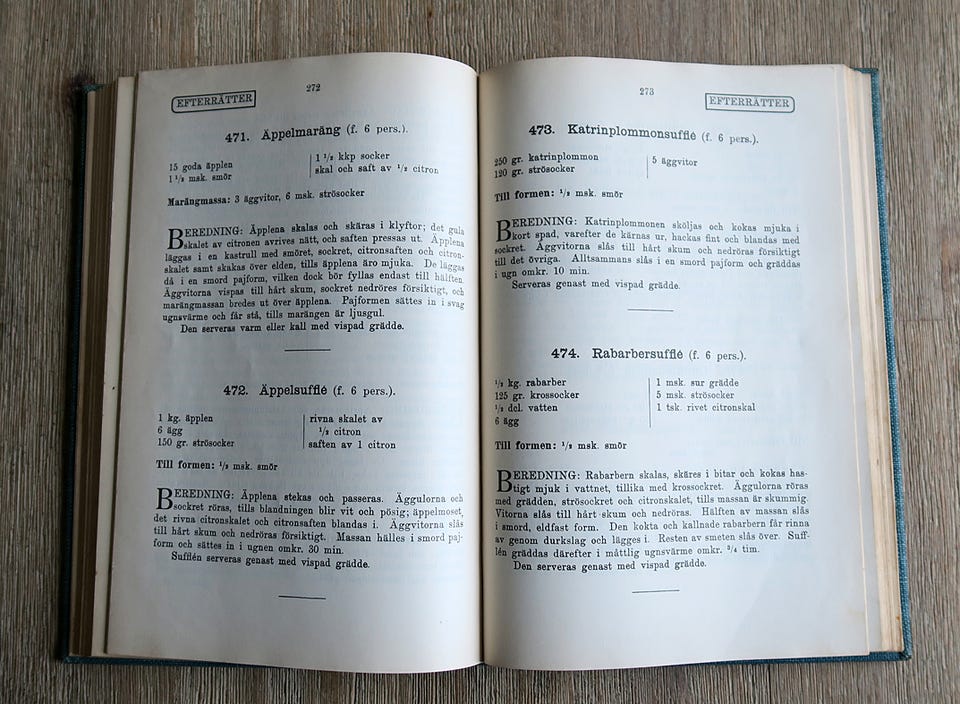 EFTERRÄTTER
272
471. Äppelmaräng (f. 6 pers.).
15 goda äpplen
1 1/2 msk. smör
1 1/2 kkp socker
skal och saft av 1/2 citron
Marängmassa: 3 äggvitor, 6 msk. strösocker
BEREDNING: Äpplena skalas och skäras i klyftor; det gula
skalet av citronen avrives nätt, och saften pressas ut. Äpplena
läggas i en kastrull med smöret, sockret, citronsaften och citron-
skalet samt skakas över elden, tills äpplena äro mjuka. De läggas
då i en smord pajform, vilken dock bör fyllas endast till hälften.
Äggvitorna vispas till hårt skum, sockret nedröres försiktigt, och
marängmassan bredes ut över äpplena. Pajformen sättes in i svag
ugnsvärme och får stå, tills marängen är ljusgul.
Den serveras varm eller kall med vispad grädde.
472. Äppelsufflé (f. 6 pers.).
1 kg. äpplen
6 ägg
150 gr. strösocker
rivna skalet av
1/2 citron
saften av 1 citron
Till formen: 1/2 msk. smör
BEREDNING: Äpplena stekas och passeras. Äggulorna och
sockret röras, tills blandningen blir vit och pösig; äppelmoset,
det rivna citronskalet och citronsaften blandas i. Äggvitorna slås
till hårt skum och nedröras försiktigt. Massan hälles i smord paj-
form och sättes in i ugnen omkr. 30 min.
Sufflén serveras genast med vispad grädde.
273
EFTERRÄTTER
473. Katrinplommonsufflé (f. 6 pers.).
250 gr. katrinplommon
120 gr. strösocker
5 äggvitor
Till formen: 1/2 msk. smör
BEREDNING: Katrinplommonen sköljas och kokas mjuka i
kort spad, varefter de kärnas ur, hackas fint och blandas med
sockret. Äggvitorna slås till hårt skum och nedröras försiktigt
till det övriga. Alltsammans slås i en smord pajform och gräddas
i ugn omkr. 10 min.
Serveras genast med vispad grädde.
474. Rabarbersufflé (f. 6 pers.).
1/2 kg. rabarber
125 gr. krossocker
1/2 dcl. vatten
6 ägg
1 msk. sur grädde
5 msk. strösocker
1 tsk. rivet citronskal
Till formen: 1/2 msk. smör
BEREDNING: Rabarbern skalas, skäres i bitar och kokas has-
tigt mjuk i vattnet, tillika med krossockret. Äggulorna röras
med grädden, strösockret och citronskalet, tills massan är skummig.
Vitorna slås till hårt skum och nedröras. Hälften av massan slås
i smord, eldfast form. Den kokta och kallnade rabarbern får rinna
av genom durkslag och lägges i. Resten av smeten slås över. Suff-
lén gräddas därefter i måttlig ugnsvärme omkr. 3/4 tim.
Den serveras genast med vispad grädde.